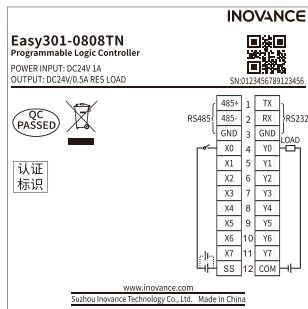 INOVANCE
Easy301-0808TN
Programmable Logic Controller
POWER INPUT: DC24V 1A
OUTPUT: DC24V/0.5A RES LOAD
SN:0123456789123456
QC
PASSED
认证
标识
RS485
RS232
LOAD
485+ 1 TX
485- 2 RX
GND 3 GND
X0 4 Y0
X1 5 Y1
X2 6 Y2
X3 7 Y3
X4 8 Y4
X5 9 Y5
X6 10 Y6
X7 11 Y7
SS 12 COM
www.inovance.com
Suzhou Inovance Technology Co., Ltd. Made in China